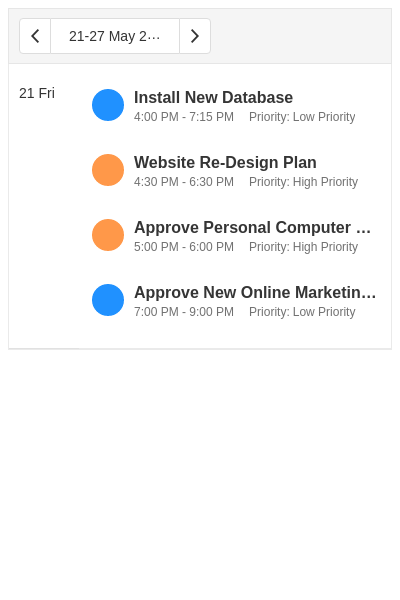 21-27 May 2···
21 Fri
Install New Database
4:00 PM - 7:15 PM Priority: Low Priority
Website Re-Design Plan
4:30 PM - 6:30 PM Priority: High Priority
Approve Personal Computer ...
5:00 PM - 6:00 PM Priority: High Priority
Approve New Online Marketin...
7:00 PM - 9:00 PM Priority: Low Priority